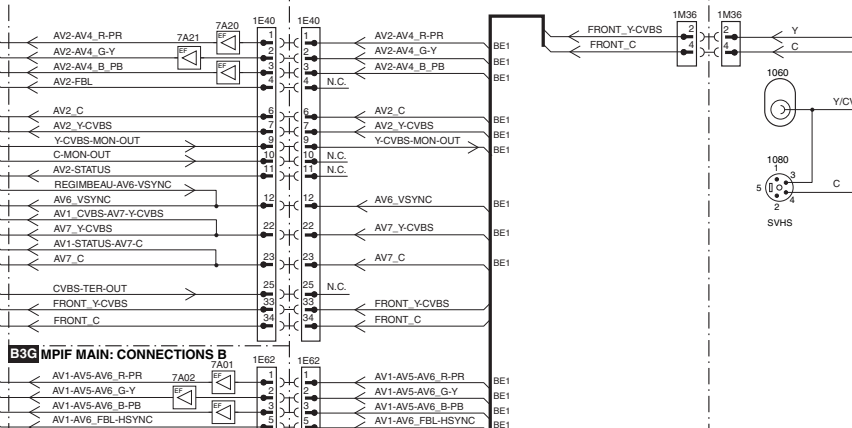 7A20 1E40 1E40 1M36 1M36
AV2-AV4_R-PR EF 1 1 AV2-AV4_R-PR FRONT_Y-CVBS 2 2 Y
7A21
AV2-AV4_G-Y EF 2 2 AV2-AV4_G-Y BE1 FRONT_C 4 4 C
AV2-AV4_B_PB EF 3 3 AV2-AV4_B_PB BE1
AV2-FBL 4 4 N.C. BE1
1060
Y/CV
AV2_C 6 6 AV2_C BE1
AV2_Y-CVBS 7 7 AV2_Y-CVBS BE1
Y-CVBS-MON-OUT 9 9 Y-CVBS-MON-OUT BE1
C-MON-OUT 10 10 N.C.
AV2-STATUS 11 11 N.C.
1080
1 3
5
2 4
C
SVHS
REGIMBEAU-AV6-VSYNC
AV6_VSYNC 12 12 AV6_VSYNC BE1
AV1_CVBS-AV7-Y-CVBS
AV7_Y-CVBS 22 22 AV7_Y-CVBS BE1
AV1-STATUS-AV7-C
AV7_C 23 23 AV7_C BE1
CVBS-TER-OUT 25 25 N.C.
FRONT_Y-CVBS 33 33 FRONT_Y-CVBS
FRONT_C 34 34 FRONT_C
B3G MPIF MAIN: CONNECTIONS B
7A01 1E62 1E62
AV1-AV5-AV6_R-PR EF 1 1 AV1-AV5-AV6_R-PR BE1
7A02
AV1-AV5-AV6_G-Y EF 2 2 AV1-AV5-AV6_G-Y BE1
AV1-AV5-AV6_B-PB EF 3 3 AV1-AV5-AV6_B-PB BE1
AV1-AV6_FBL-HSYNC 5 5 AV1-AV6_FBL-HSYNC BE1